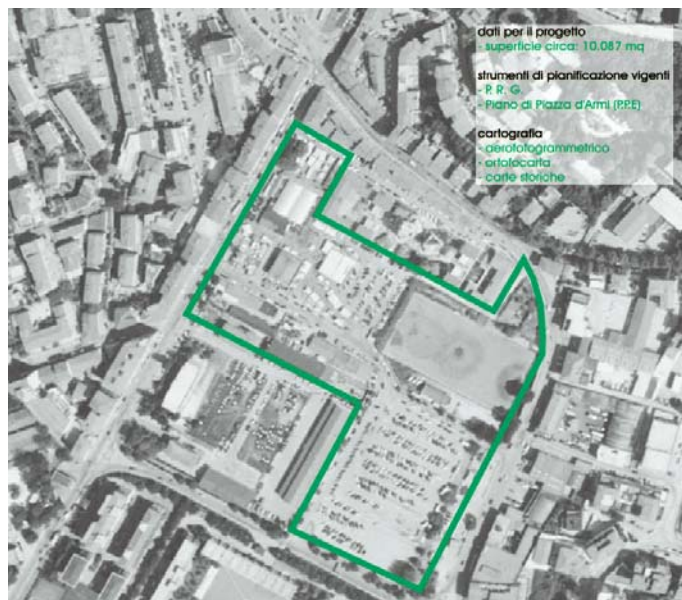 dati per il progetto
- superficie circa: 10.087 mq
strumenti di pianificazione vigenti
- P. R. G.
- Piano di Piazza d'Armi (P.P.E)
cartografia
- aerofotogrammetrico
- ortofocarta
- carte storiche